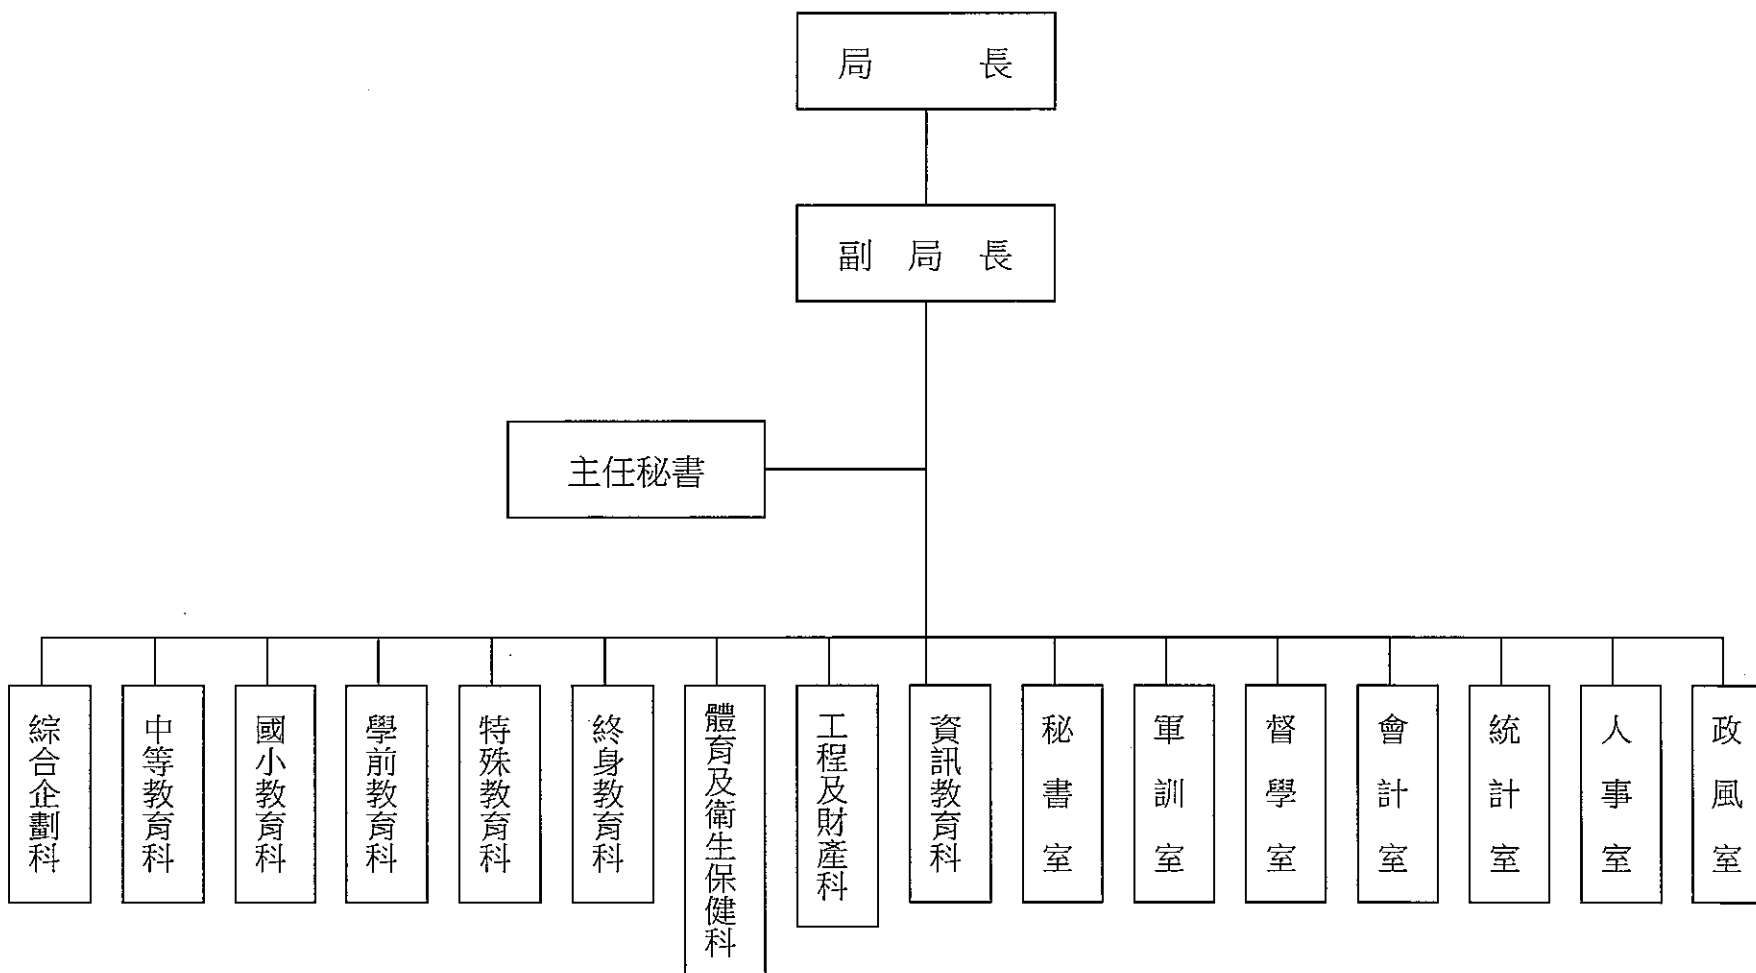 局長
副局長
主任秘書
綜合企劃科
中等教育科
國小教育科
學前教育科
特殊教育科
終身教育科
體育及衛生保健科
工程及財產科
資訊教育科
秘書室
軍訓室
督學室
會計室
統計室
人事室
政風室